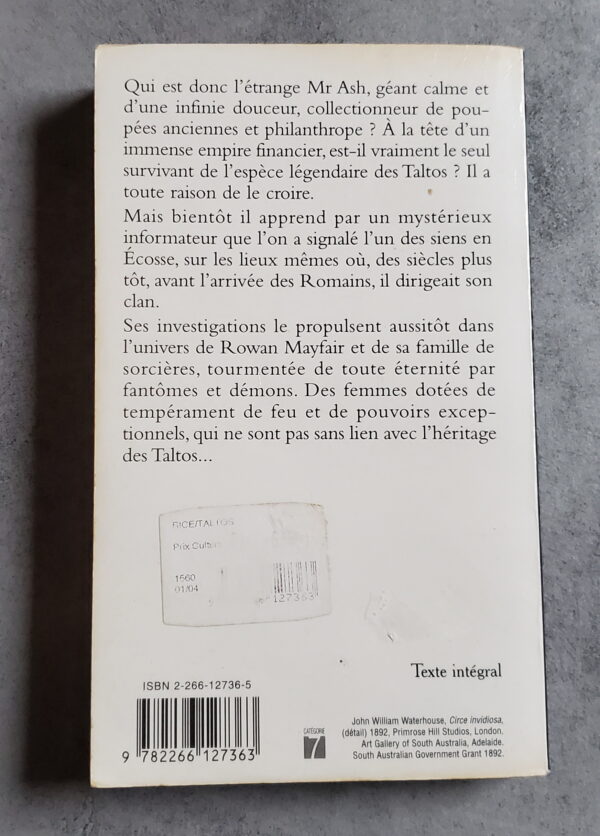 Qui est donc l'étrange Mr Ash, géant calme et
d'une infinie douceur, collectionneur de pou-
pées anciennes et philanthrope ? À la tête d'un
immense empire financier, est-il vraiment le seul
survivant de l'espèce légendaire des Taltos ? Il a
toute raison de le croire.
Mais bientôt il apprend par un mystérieux
informateur que l'on a signalé l'un des siens en
Écosse, sur les lieux mêmes où, des siècles plus
tôt, avant l'arrivée des Romains, il dirigeait son
clan.
Ses investigations le propulsent aussitôt dans
l'univers de Rowan Mayfair et de sa famille de
sorcières, tourmentée de toute éternité par
fantômes et démons. Des femmes dotées de
tempérament de feu et de pouvoirs excep-
tionnels, qui ne sont pas sans lien avec l'héritage
des Taltos...
RICE/TALTOS
Prix
1560
01/04
127363
Texte intégral
ISBN 2-266-12736-5
9 782266 127363
CATÉGORIE
7
John William Waterhouse, Circe invidiosa,
(détail) 1892, Primrose Hill Studios, London.
Art Gallery of South Australia, Adelaide.
South Australian Government Grant 1892.